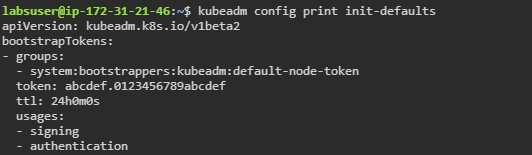 labsuser@ip-172-31-21-46:~$ kubeadm config print init-defaults
apiVersion: kubeadm.k8s.io/v1beta2
bootstrapTokens:
- groups:
  - system:bootstrappers:kubeadm:default-node-token
  token: abcdef.0123456789abcdef
  ttl: 24h0m0s
  usages:
  - signing
  - authentication